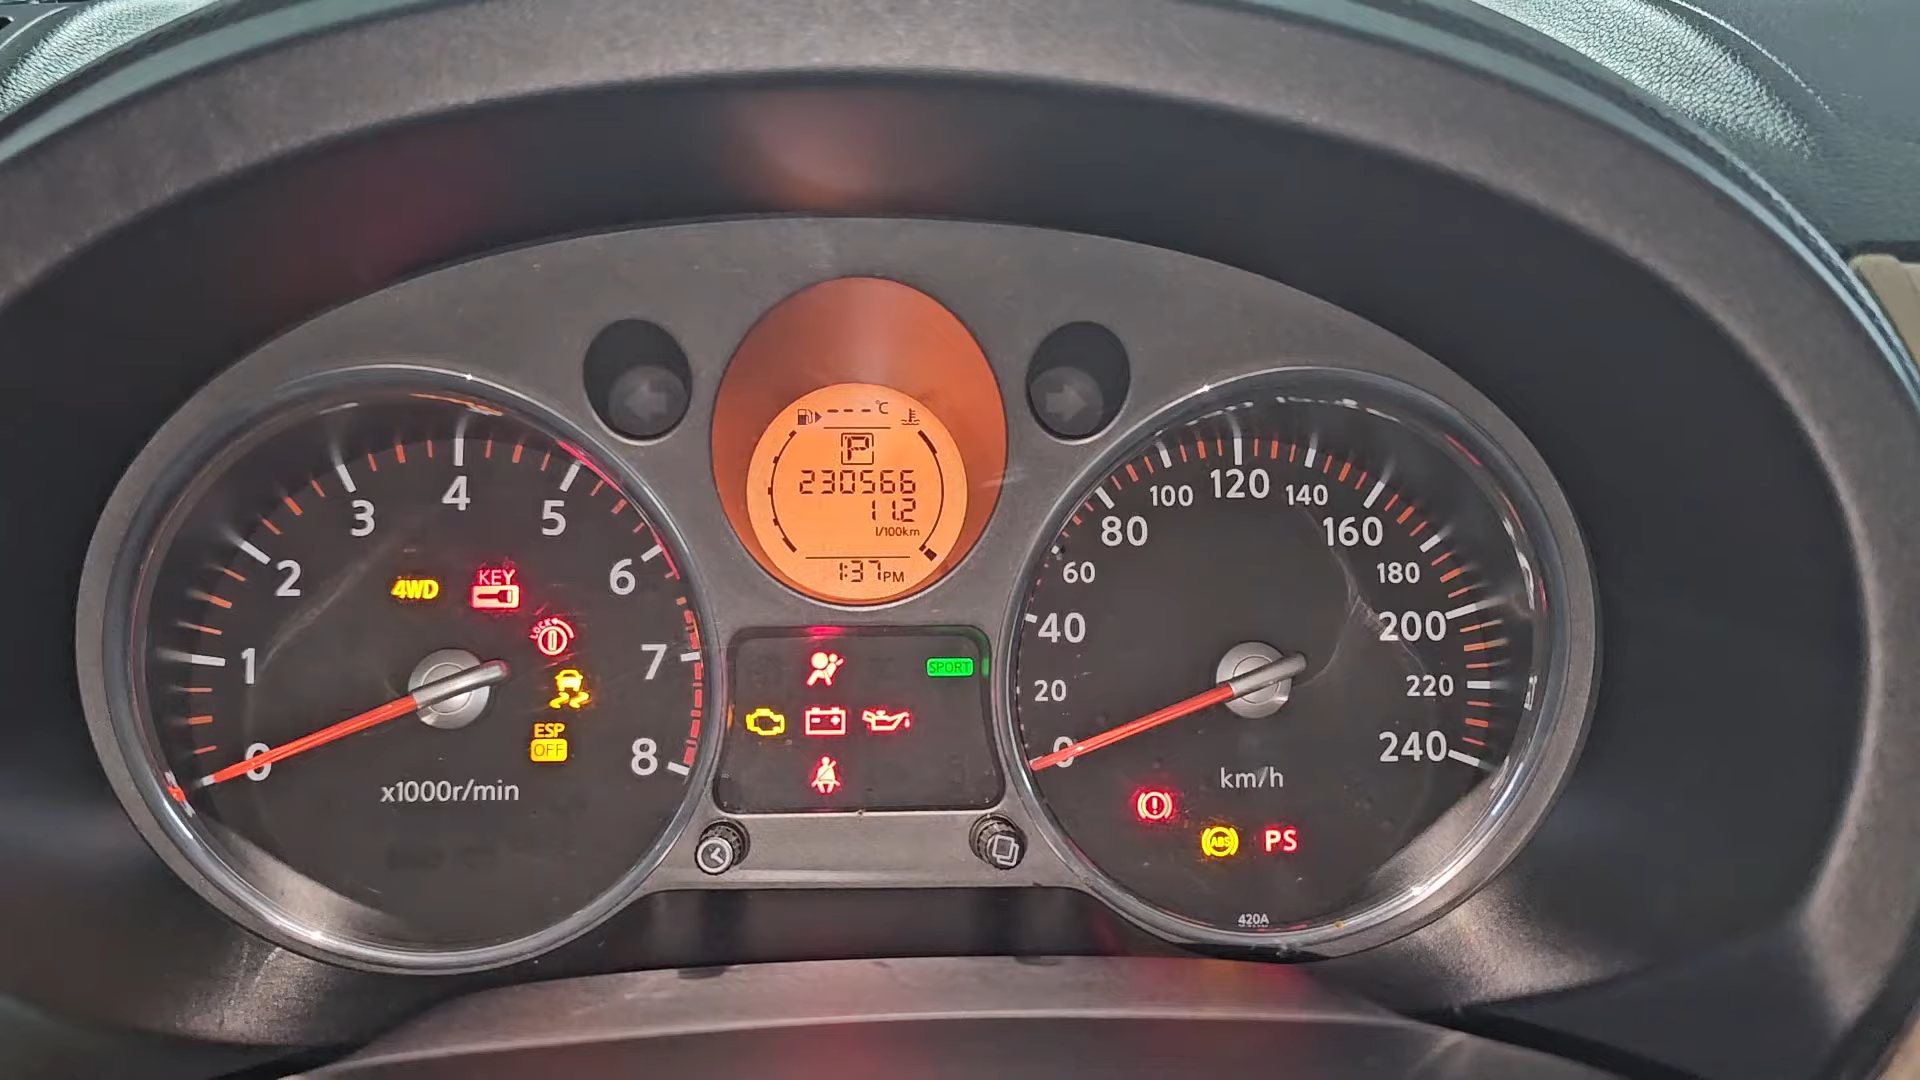 ---°C
P
230566
11.2
l/100km
1:37PM
0
1
2
3
4
5
6
7
8
x1000r/min
4WD
KEY
LOCK
ESP
OFF
SPORT
0
20
40
60
80
100
120
140
160
180
200
220
240
km/h
ABS
PS
420A